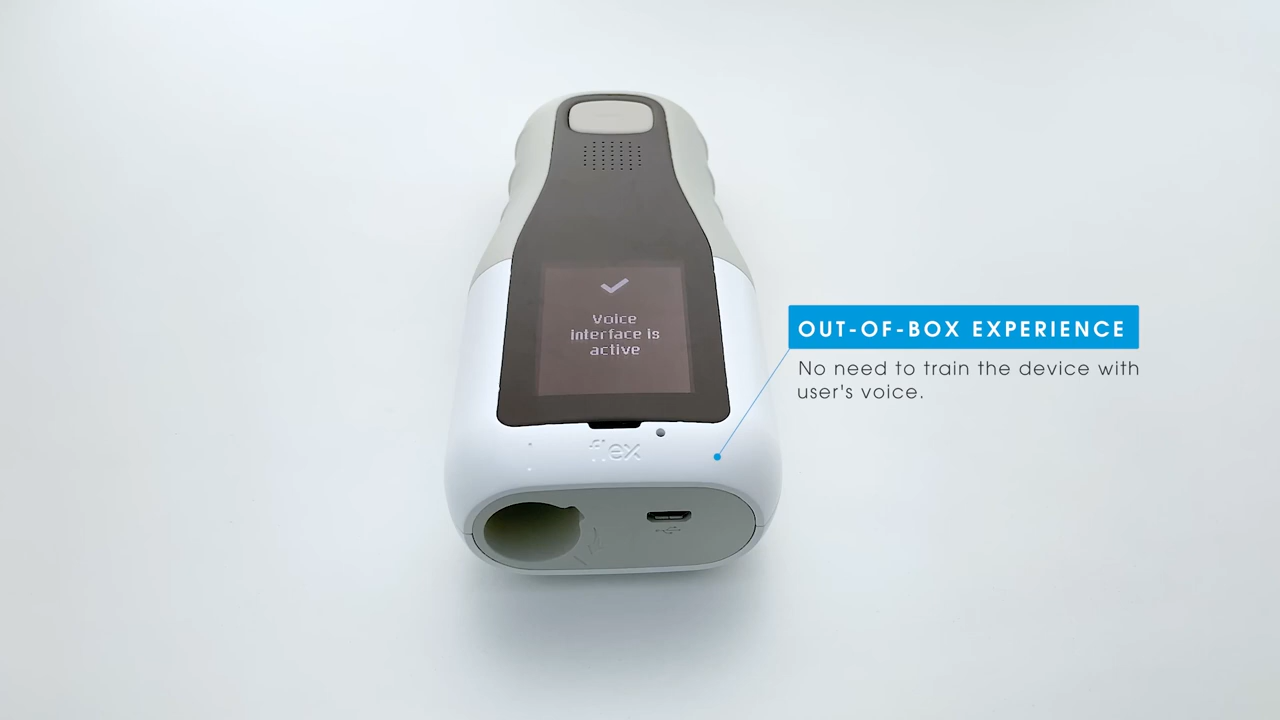 Voice
interface is
active
OUT-OF-BOX EXPERIENCE
No need to train the device with
user's voice.
flex